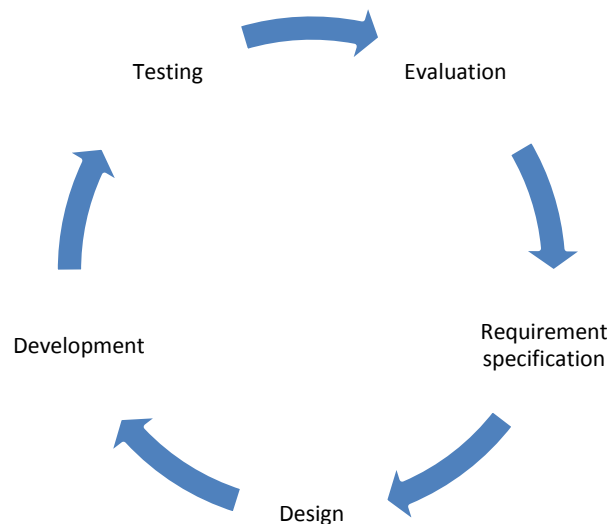 Testing
Evaluation
Requirement
specification
Development
Design